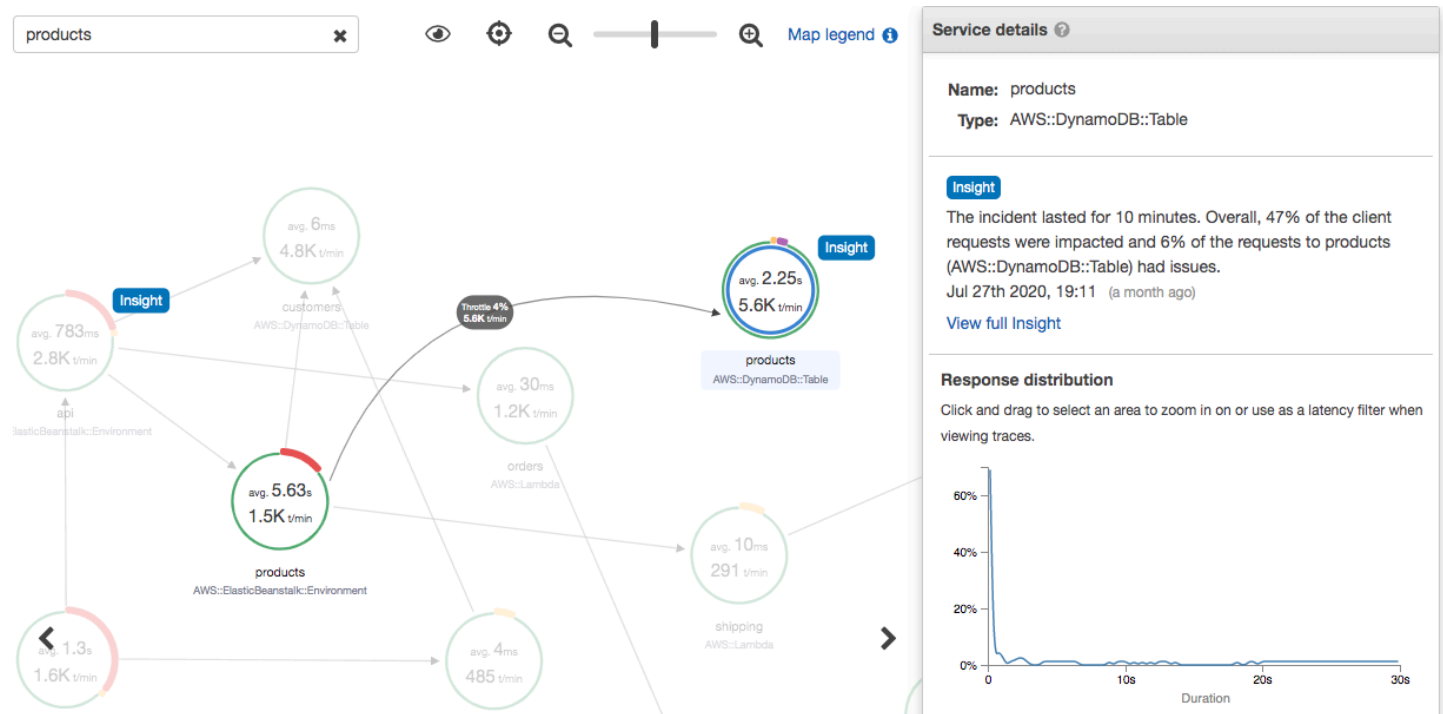 products
Map legend
Service details
Name: products
Type: AWS::DynamoDB::Table
Insight
The incident lasted for 10 minutes. Overall, 47% of the client
requests were impacted and 6% of the requests to products
(AWS::DynamoDB::Table) had issues.
Jul 27th 2020, 19:11 (a month ago)
View full Insight
Response distribution
Click and drag to select an area to zoom in on or use as a latency filter when
viewing traces.
60%
40%
20%
0%
0
10s
20s
30s
Duration
avg. 6ms
4.8K t/min
customers
AWS::DynamoDB::Table
Insight
avg. 2.25s
5.6K t/min
products
AWS::DynamoDB::Table
Insight
avg. 783ms
2.8K t/min
api
lasticBeanstalk::Environment
Throttle 4%
5.6K t/min
avg. 30ms
1.2K t/min
orders
AWS::Lambda
avg. 5.63s
1.5K t/min
products
AWS::ElasticBeanstalk::Environment
avg. 10ms
291 t/min
shipping
AWS::Lambda
avg. 1.3s
1.6K t/min
avg. 4ms
485 t/min